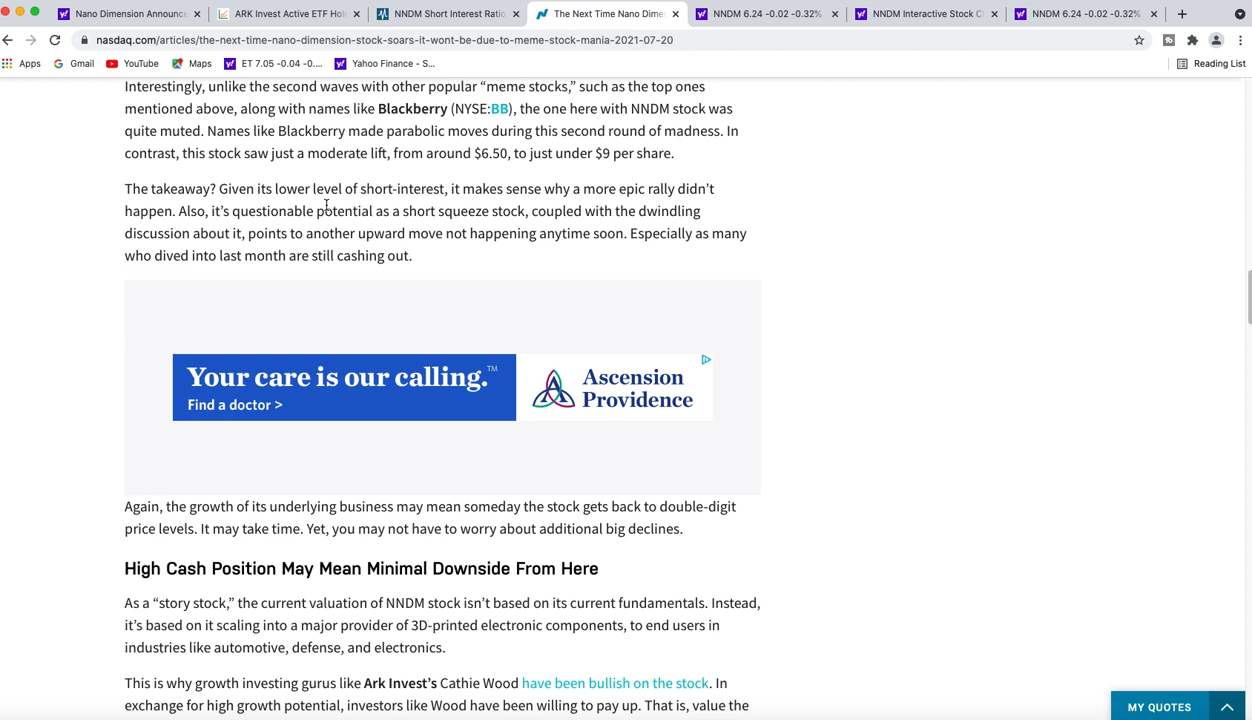 Nano Dimension Announce
ARK Invest Active ETF Hol
NNDM Short Interest Ratio
The Next Time Nano Dime
NNDM 6.24 -0.02 -0.32%
NNDM Interactive Stock C
NNDM 6.24 -0.02 -0.32%
nasdaq.com/articles/the-next-time-nano-dimension-stock-soars-it-wont-be-due-to-meme-stock-mania-2021-07-20
Apps Gmail YouTube Maps ET 7.05 -0.04 -0.... Yahoo Finance - S... Reading List
Interestingly, unlike the second waves with other popular “meme stocks,” such as the top ones
mentioned above, along with names like Blackberry (NYSE:BB), the one here with NNDM stock was
quite muted. Names like Blackberry made parabolic moves during this second round of madness. In
contrast, this stock saw just a moderate lift, from around $6.50, to just under $9 per share.
The takeaway? Given its lower level of short-interest, it makes sense why a more epic rally didn’t
happen. Also, it’s questionable potential as a short squeeze stock, coupled with the dwindling
discussion about it, points to another upward move not happening anytime soon. Especially as many
who dived into last month are still cashing out.
Your care is our calling.™
Find a doctor >
Ascension
Providence
Again, the growth of its underlying business may mean someday the stock gets back to double-digit
price levels. It may take time. Yet, you may not have to worry about additional big declines.
High Cash Position May Mean Minimal Downside From Here
As a “story stock,” the current valuation of NNDM stock isn’t based on its current fundamentals. Instead,
it’s based on it scaling into a major provider of 3D-printed electronic components, to end users in
industries like automotive, defense, and electronics.
This is why growth investing gurus like Ark Invest’s Cathie Wood have been bullish on the stock. In
exchange for high growth potential, investors like Wood have been willing to pay up. That is, value the
MY QUOTES